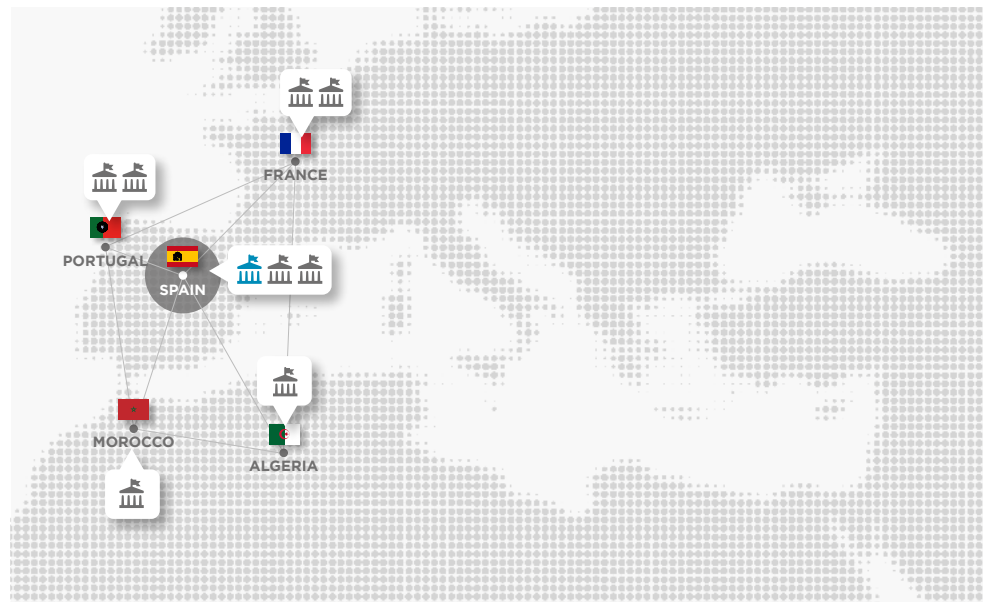 FRANCE
PORTUGAL
SPAIN
MOROCCO
ALGERIA